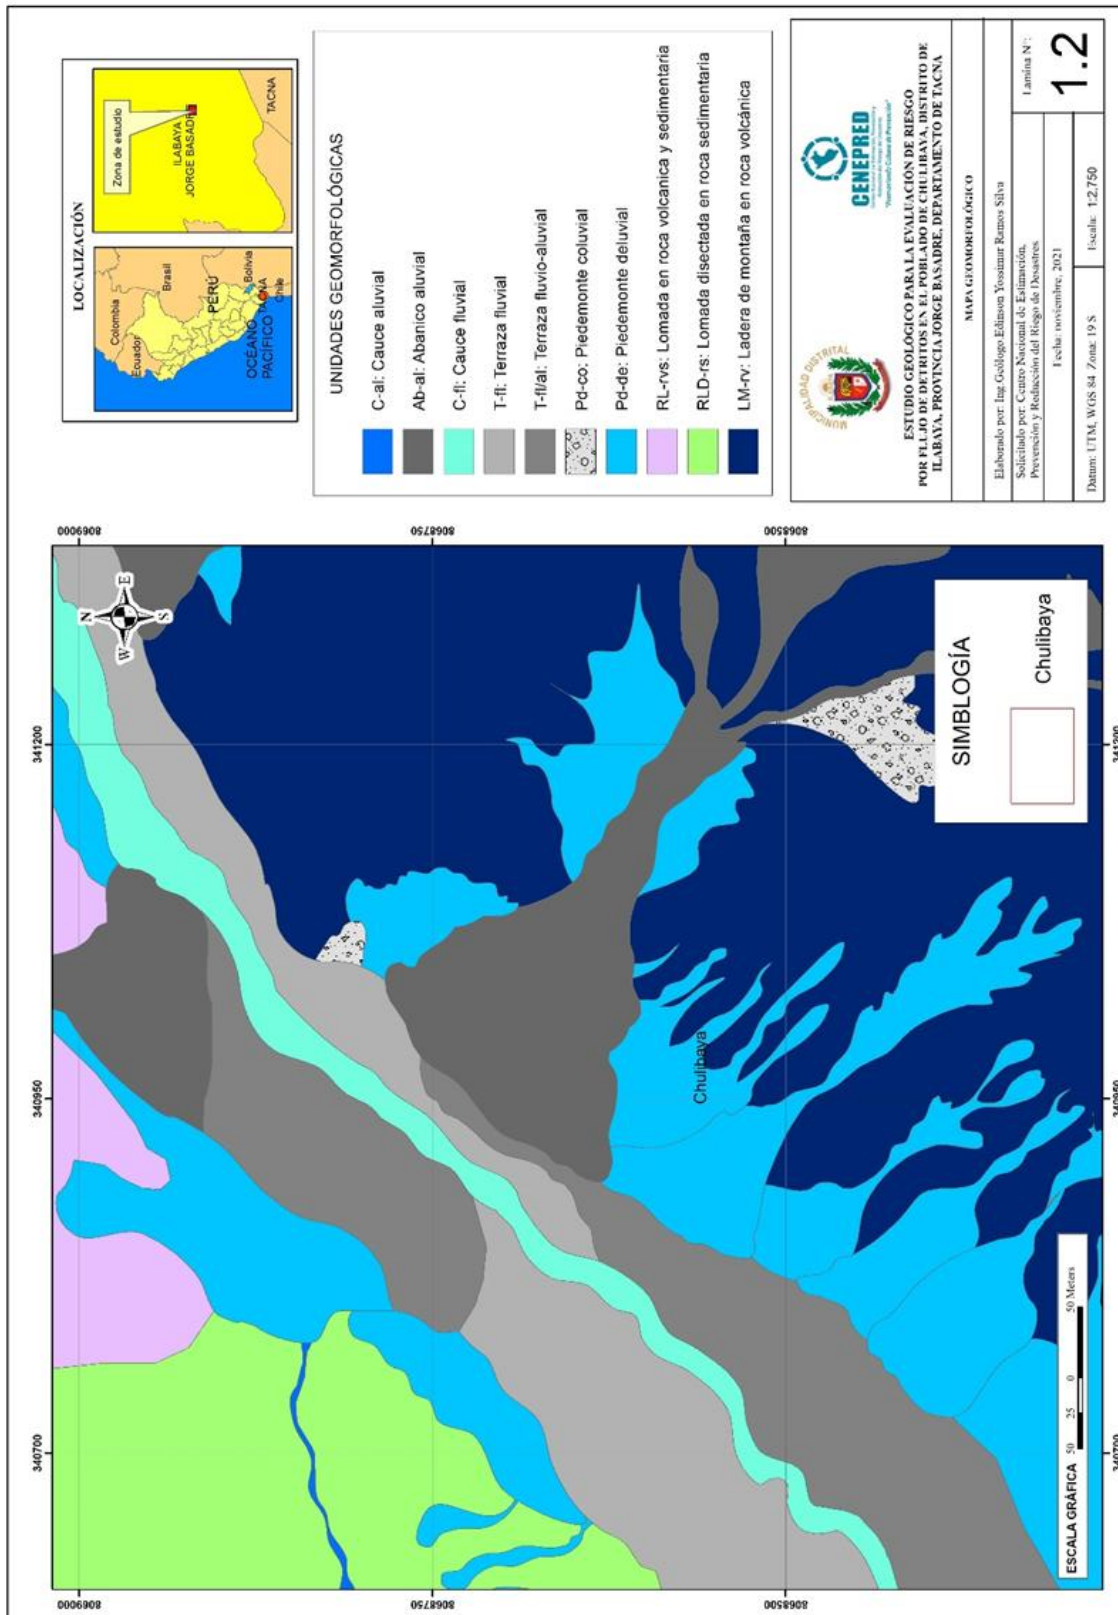 8069000
8068750
8068500
340700
340950
341200
N
W
E
S
Chulibaya
ESCALA GRÁFICA
50 25 0 50 Meters
SIMBLOGÍA
Chulibaya
8069000
8068750
8068500
340700
340950
341200
LOCALIZACIÓN
Colombia
Ecuador
Brasil
PERÚ
OCÉANO
PACÍFICO
TACNA
Bolivia
Chile
Zona de estudio
ILABAYA
JORGE BASADRE
TACNA
UNIDADES GEOMORFOLÓGICAS
C-al: Cauce aluvial
Ab-al: Abanico aluvial
C-fl: Cauce fluvial
T-fl: Terraza fluvial
T-fl/al: Terraza fluvio-aluvial
Pd-co: Piedemonte coluvial
Pd-de: Piedemonte deluvial
RL-rvs: Lomada en roca volcanica y sedimentaria
RLD-rs: Lomada disectada en roca sedimentaria
LM-rv: Ladera de montaña en roca volcánica
MUNICIPALIDAD DISTRITAL
CENEPRED
ESTUDIO GEOLÓGICO PARA LA EVALUACIÓN DE RIESGO
POR FLUJO DE DETRITOS EN EL POBLADO DE CHULIBAYA, DISTRITO DE
ILABAYA, PROVINCIA JORGE BASADRE, DEPARTAMENTO DE TACNA
MAPA GEOMORFOLÓGICO
Elaborado por: Ing.Geólogo.Edinson Yossimar Ramos Silva
Solicitado por: Centro Nacional de Estimación,
Prevención y Reducción del Riego de Desastres
Fecha: noviembre, 2021
Datum: UTM, WGS 84 Zona: 19 S
Escala: 1:2,750
Lamina N°:
1.2